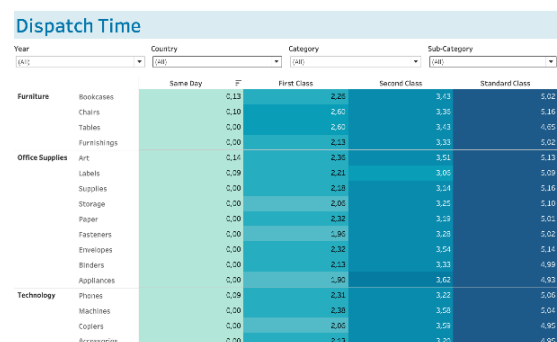 Dispatch Time
Year Country Category Sub-Category
(All) (All) (All) (All)
Same Day First Class Second Class Standard Class
Furniture Bookcases 0,13 2,26 3,43 5,02
Chairs 0,10 2,60 3,36 5,16
Tables 0,00 2,60 3,43 4,65
Furnishings 0,00 2,13 3,33 5,02
Office Supplies Art 0,14 2,36 3,51 5,13
Labels 0,09 2,21 3,06 5,09
Supplies 0,00 2,18 3,14 5,16
Storage 0,00 2,06 3,25 5,10
Paper 0,00 2,32 3,19 5,01
Fasteners 0,00 1,96 3,28 5,02
Envelopes 0,00 2,32 3,54 5,14
Binders 0,00 2,13 3,33 4,99
Appliances 0,00 1,90 3,62 4,93
Technology Phones 0,09 2,31 3,22 5,06
Machines 0,00 2,38 3,58 5,04
Copiers 0,00 2,06 3,59 4,95
Accessories 0,00 2,13